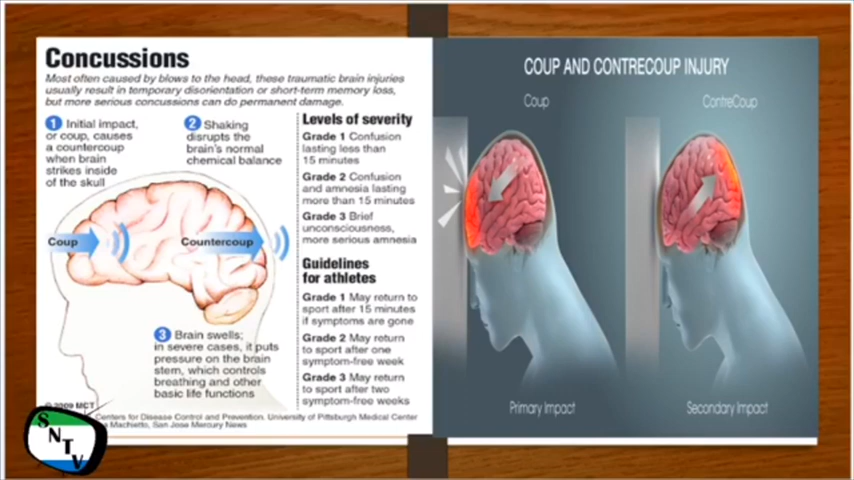 Concussions
Most often caused by blows to the head, these traumatic brain injuries
usually result in temporary disorientation or short-term memory loss,
but more serious concussions can do permanent damage.
1 Initial impact,
or coup, causes
a countercoup
when brain
strikes inside
of the skull
2 Shaking
disrupts the
brain's normal
chemical balance
Coup
Countercoup
3 Brain swells;
in severe cases, it puts
pressure on the brain
stem, which controls
breathing and other
basic life functions
Levels of severity
Grade 1 Confusion
lasting less than
15 minutes
Grade 2 Confusion
and amnesia lasting
more than 15 minutes
Grade 3 Brief
unconsciousness,
more serious amnesia
Guidelines
for athletes
Grade 1 May return to
sport after 15 minutes
if symptoms are gone
Grade 2 May return
to sport after one
symptom-free week
Grade 3 May return
to sport after two
symptom-free weeks
© 2009 MCT
Centers for Disease Control and Prevention. University of Pittsburgh Medical Center
Machietto, San Jose Mercury News
COUP AND CONTRECOUP INJURY
Coup
ContreCoup
Primary Impact
Secondary Impact
SNTV